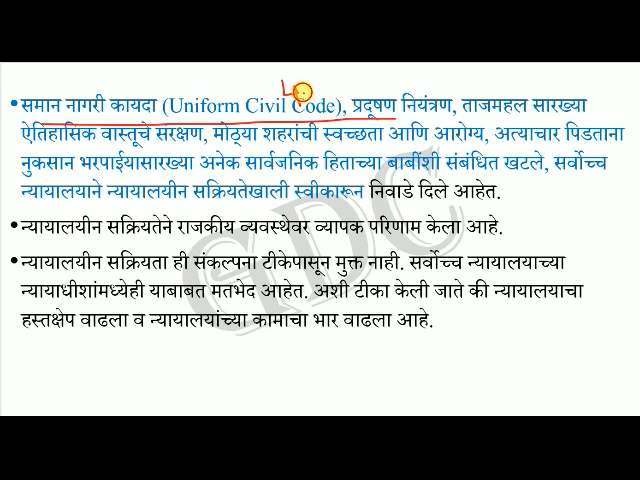 • समान नागरी कायदा (Uniform Civil Code), प्रदूषण नियंत्रण, ताजमहल सारख्या
ऐतिहासिक वास्तूचे संरक्षण, मोठ्या शहरांची स्वच्छता आणि आरोग्य, अत्याचार पिडताना
नुकसान भरपाईयासारख्या अनेक सार्वजनिक हिताच्या बाबींशी संबंधित खटले, सर्वोच्च
न्यायालयाने न्यायालयीन सक्रियतेखाली स्वीकारून निवाडे दिले आहेत.
• न्यायालयीन सक्रियतेने राजकीय व्यवस्थेवर व्यापक परिणाम केला आहे.
• न्यायालयीन सक्रियता ही संकल्पना टीकेपासून मुक्त नाही. सर्वोच्च न्यायालयाच्या
न्यायाधीशांमध्येही याबाबत मतभेद आहेत. अशी टीका केली जाते की न्यायालयाचा
हस्तक्षेप वाढला व न्यायालयांच्या कामाचा भार वाढला आहे.
GDC